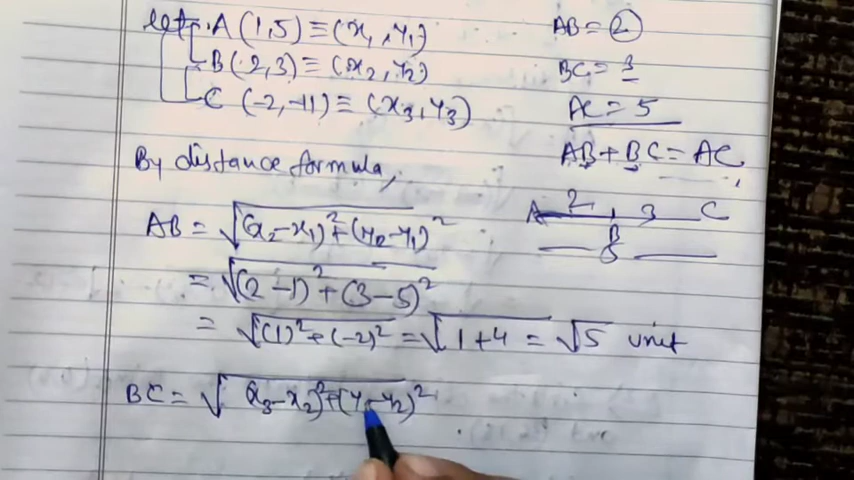 let A (1,5) ≡ (x₁, y₁)
B (2,3) ≡ (x₂, y₂)
C (-2,-11) ≡ (x₃, y₃)
By distance formula,
AB = √(x₂-x₁)²+(y₂-y₁)²
= √(2-1)²+(3-5)²
= √(1)²+(-2)² = √1+4 = √5 unit
BC = √(x₃-x₂)²+(y₃-y₂)²
AB = 2
BC = 3
AC = 5
AB + BC = AC
A 2 3 C
B